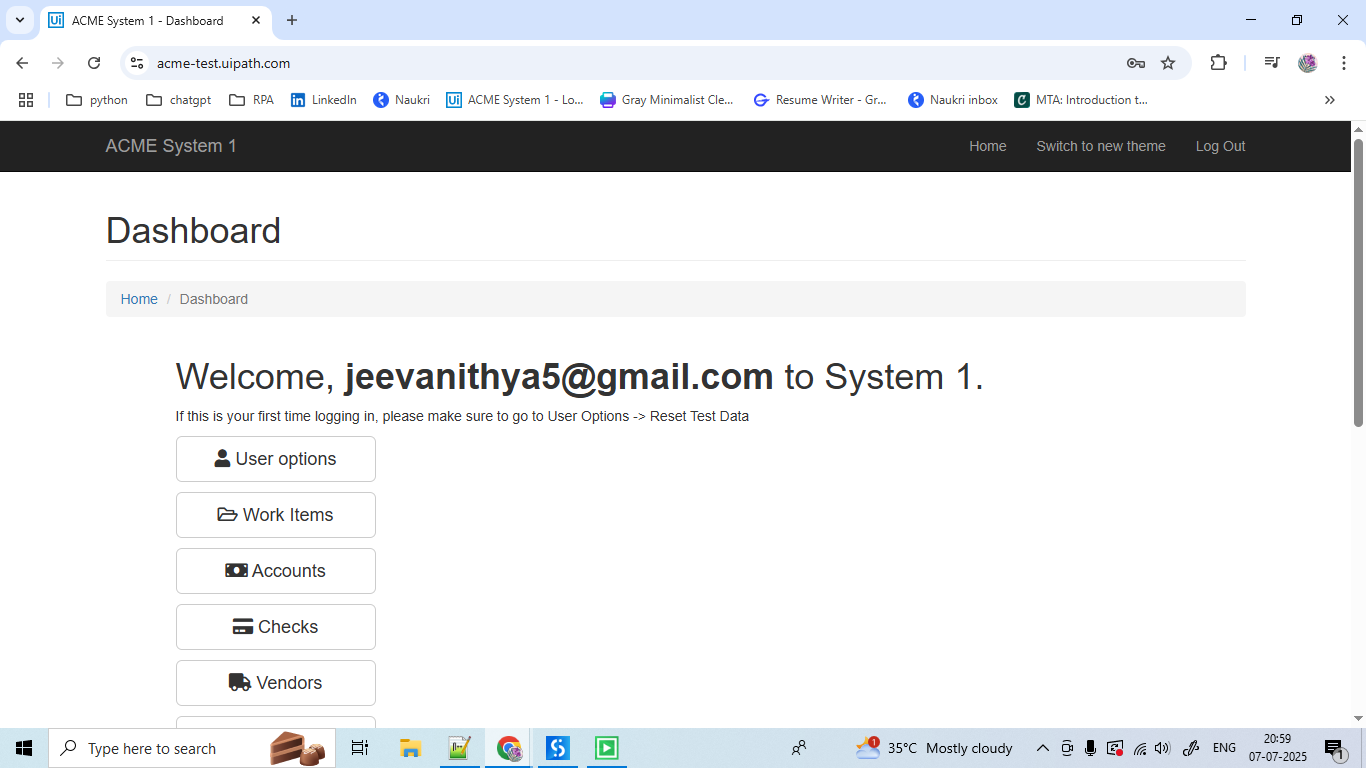 Ui ACME System 1 - Dashboard
acme-test.uipath.com
python chatgpt RPA LinkedIn Naukri ACME System 1 - Lo... Gray Minimalist Cle... Resume Writer - Gr... Naukri inbox MTA: Introduction t...
ACME System 1 Home Switch to new theme Log Out
Dashboard
Home / Dashboard
Welcome, jeevanithya5@gmail.com to System 1.
If this is your first time logging in, please make sure to go to User Options -> Reset Test Data
User options
Work Items
Accounts
Checks
Vendors
Type here to search 1 35°C Mostly cloudy ENG 20:59 1
07-07-2025